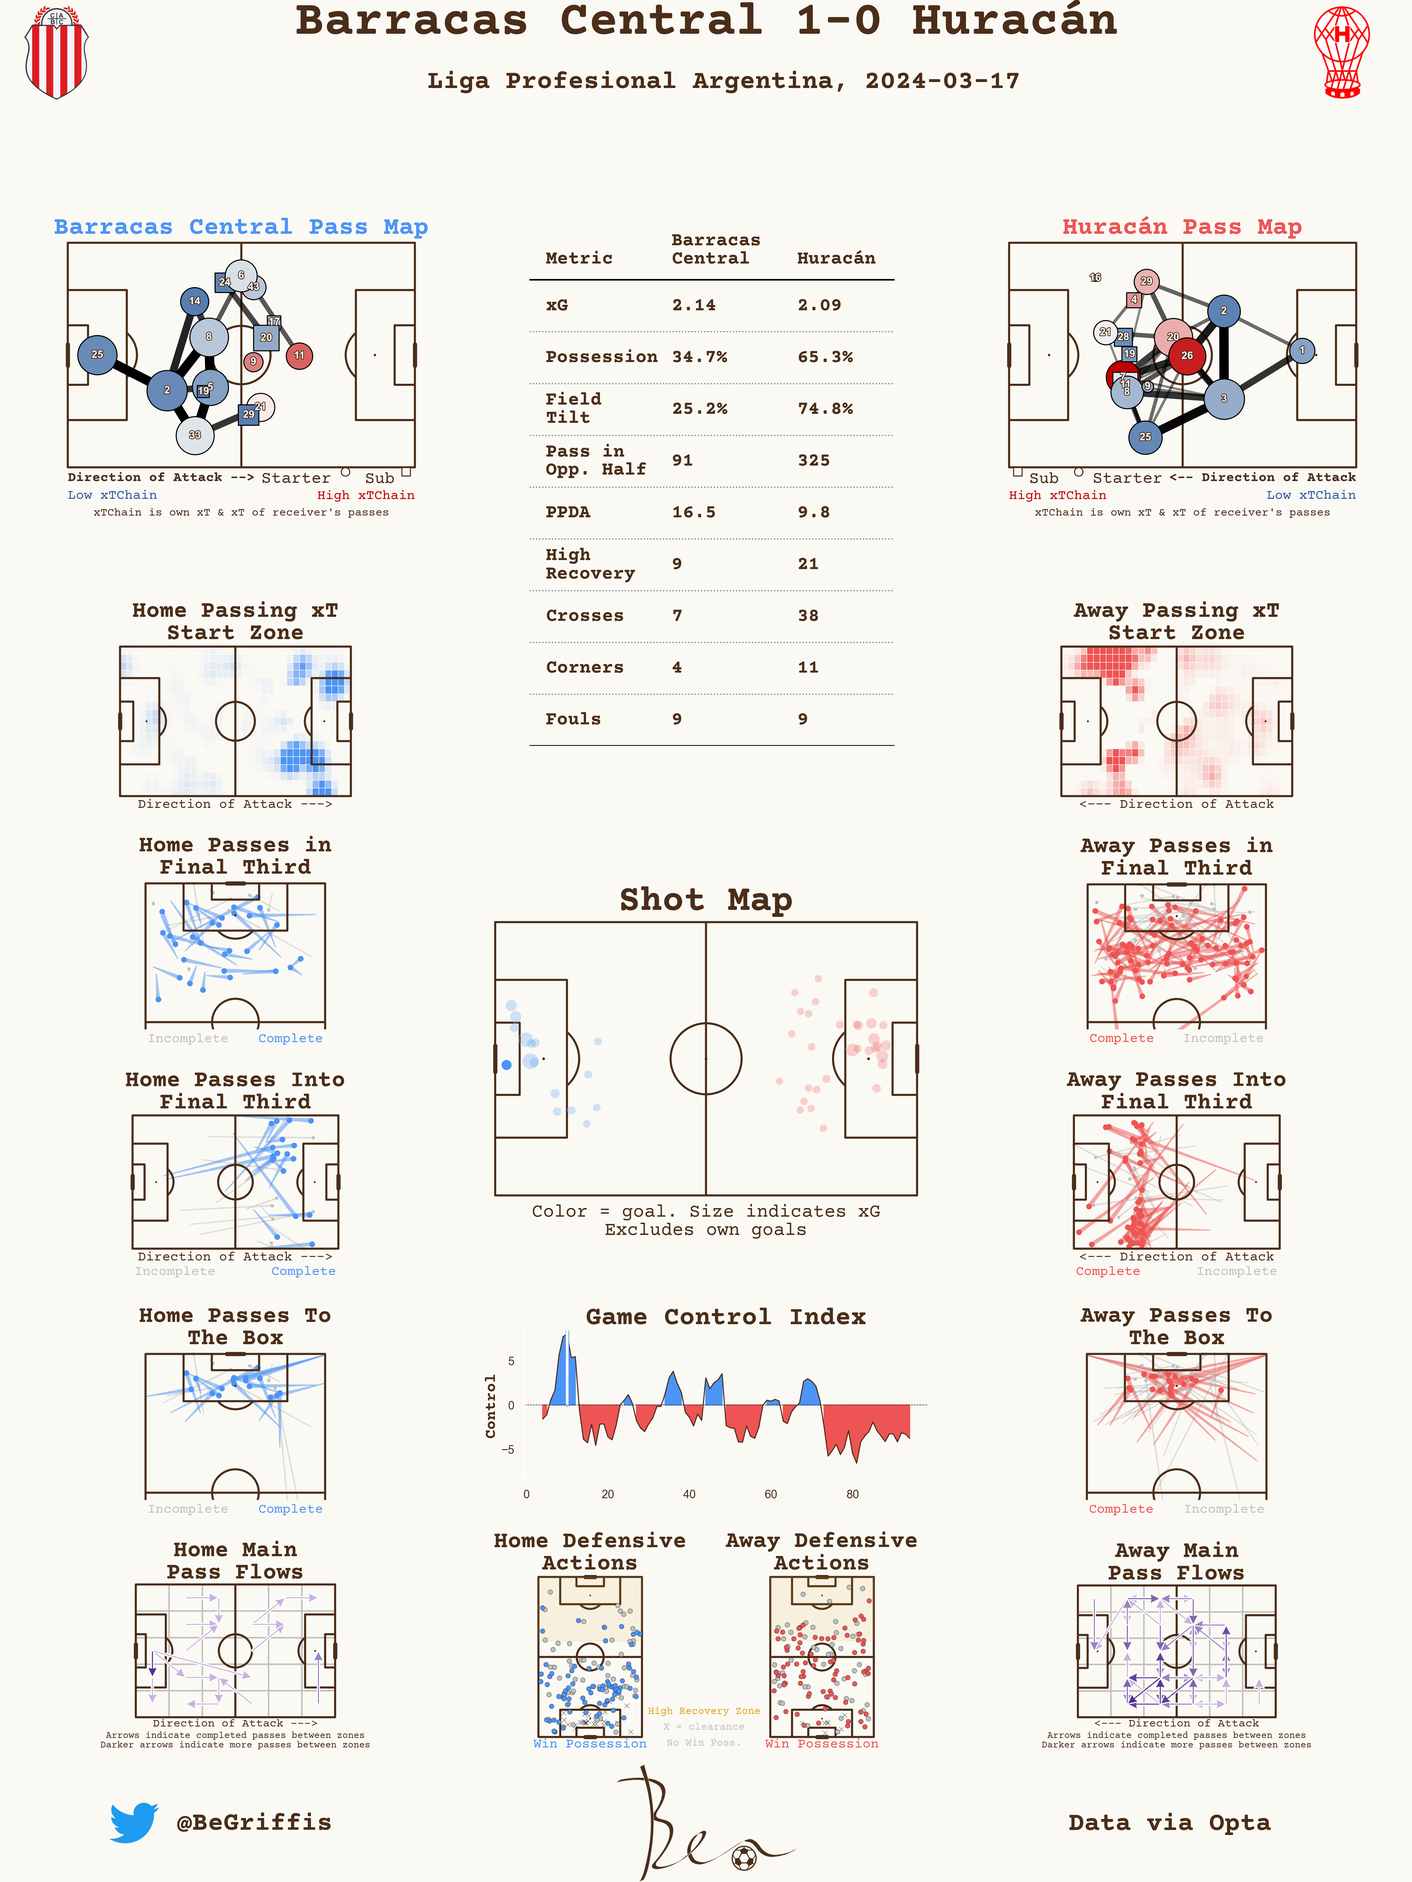 Barracas Central 1-0 Huracán
Liga Profesional Argentina, 2024-03-17
CA
BC
H
Barracas Central Pass Map
25
14
2
8
5
19
33
24
6
43
17
20
9
11
21
29
Direction of Attack --> Starter Sub
Low xTChain High xTChain
xTChain is own xT & xT of receiver's passes
Metric Barracas Central Huracán
xG 2.14 2.09
Possession 34.7% 65.3%
Field Tilt 25.2% 74.8%
Pass in Opp. Half 91 325
PPDA 16.5 9.8
High Recovery 9 21
Crosses 7 38
Corners 4 11
Fouls 9 9
Huracán Pass Map
16
29
4
21
28
19
20
26
7
11
8
9
25
2
3
1
Sub Starter <-- Direction of Attack
High xTChain Low xTChain
xTChain is own xT & xT of receiver's passes
Home Passing xT
Start Zone
Direction of Attack --->
Away Passing xT
Start Zone
<--- Direction of Attack
Home Passes in
Final Third
Incomplete Complete
Away Passes in
Final Third
Complete Incomplete
Shot Map
Color = goal. Size indicates xG
Excludes own goals
Home Passes Into
Final Third
Direction of Attack --->
Incomplete Complete
Away Passes Into
Final Third
<--- Direction of Attack
Complete Incomplete
Home Passes To
The Box
Incomplete Complete
Game Control Index
Control
5
0
−5
0 20 40 60 80
Away Passes To
The Box
Complete Incomplete
Home Main
Pass Flows
Direction of Attack --->
Arrows indicate completed passes between zones
Darker arrows indicate more passes between zones
Home Defensive
Actions
Win Possession
Away Defensive
Actions
Win Possession
High Recovery Zone
X = clearance
No Win Poss.
Away Main
Pass Flows
<--- Direction of Attack
Arrows indicate completed passes between zones
Darker arrows indicate more passes between zones
@BeGriffis
Ben
Data via Opta